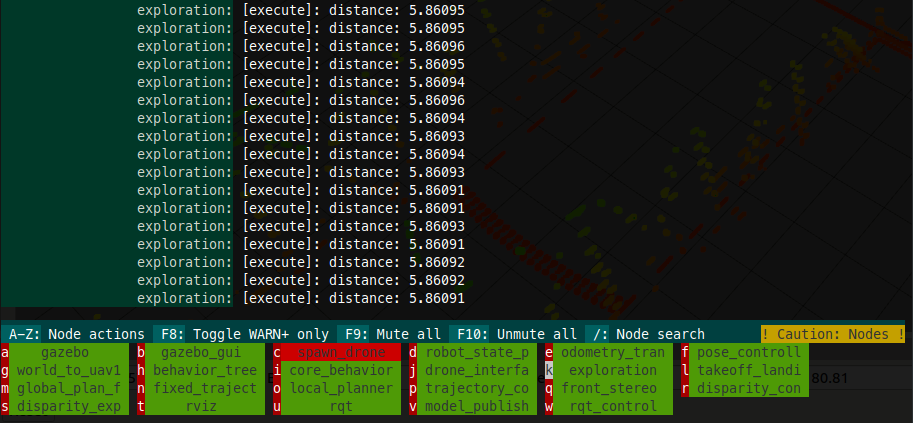 exploration: [execute]: distance: 5.86095
exploration: [execute]: distance: 5.86095
exploration: [execute]: distance: 5.86096
exploration: [execute]: distance: 5.86095
exploration: [execute]: distance: 5.86094
exploration: [execute]: distance: 5.86096
exploration: [execute]: distance: 5.86094
exploration: [execute]: distance: 5.86093
exploration: [execute]: distance: 5.86094
exploration: [execute]: distance: 5.86093
exploration: [execute]: distance: 5.86091
exploration: [execute]: distance: 5.86091
exploration: [execute]: distance: 5.86093
exploration: [execute]: distance: 5.86091
exploration: [execute]: distance: 5.86092
exploration: [execute]: distance: 5.86092
exploration: [execute]: distance: 5.86091
A-Z: Node actions F8: Toggle WARN+ only F9: Mute all F10: Unmute all /: Node search ! Caution: Nodes !
a gazebo b gazebo_gui c spawn_drone d robot_state_p e odometry_tran f pose_controll
g world_to_uav1 h behavior_tree i core_behavior j drone_interfa k exploration l takeoff_landi
m global_plan_f n fixed_traject o local_planner p trajectory_co q front_stereo r disparity_con 80.81
s disparity_exp t rviz u rqt v model_publish w rqt_control